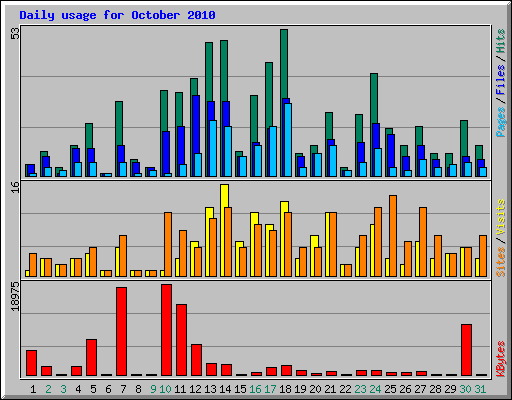 Daily usage for October 2010
53
Pages / Files / Hits
16
Sites / Visits
18975
KBytes
1 2 3 4 5 6 7 8 9 10 11 12 13 14 15 16 17 18 19 20 21 22 23 24 25 26 27 28 29 30 31